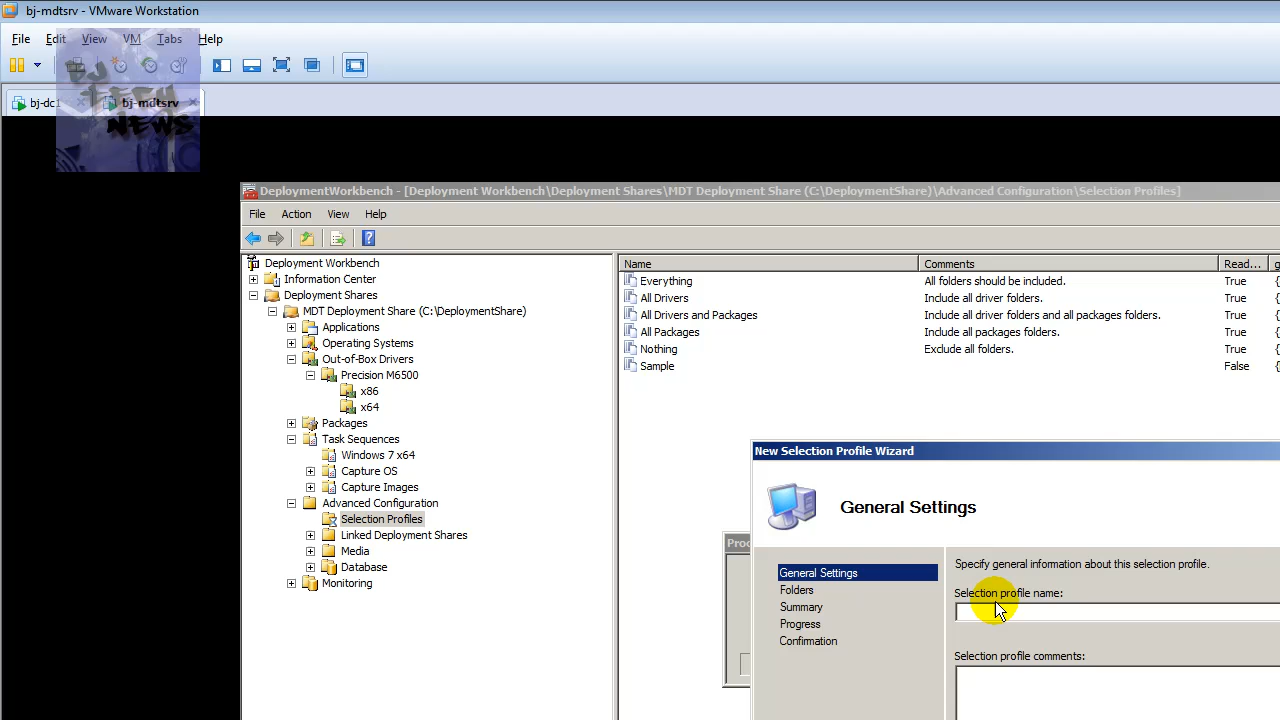 bj-mdtsrv - VMware Workstation
File Edit View VM Tabs Help
BJ
TECH
NEWS
bj-dc1 bj-mdtsrv
DeploymentWorkbench - [Deployment Workbench\Deployment Shares\MDT Deployment Share (C:\DeploymentShare)\Advanced Configuration\Selection Profiles]
File Action View Help
Deployment Workbench
Information Center
Deployment Shares
MDT Deployment Share (C:\DeploymentShare)
Applications
Operating Systems
Out-of-Box Drivers
Precision M6500
x86
x64
Packages
Task Sequences
Windows 7 x64
Capture OS
Capture Images
Advanced Configuration
Selection Profiles
Linked Deployment Shares
Media
Database
Monitoring
Name Comments Read... g
Everything All folders should be included. True {
All Drivers Include all driver folders. True {
All Drivers and Packages Include all driver folders and all packages folders. True {
All Packages Include all packages folders. True {
Nothing Exclude all folders. True {
Sample False {
New Selection Profile Wizard
General Settings
Proc
General Settings
Folders
Summary
Progress
Confirmation
Specify general information about this selection profile.
Selection profile name:
Selection profile comments: